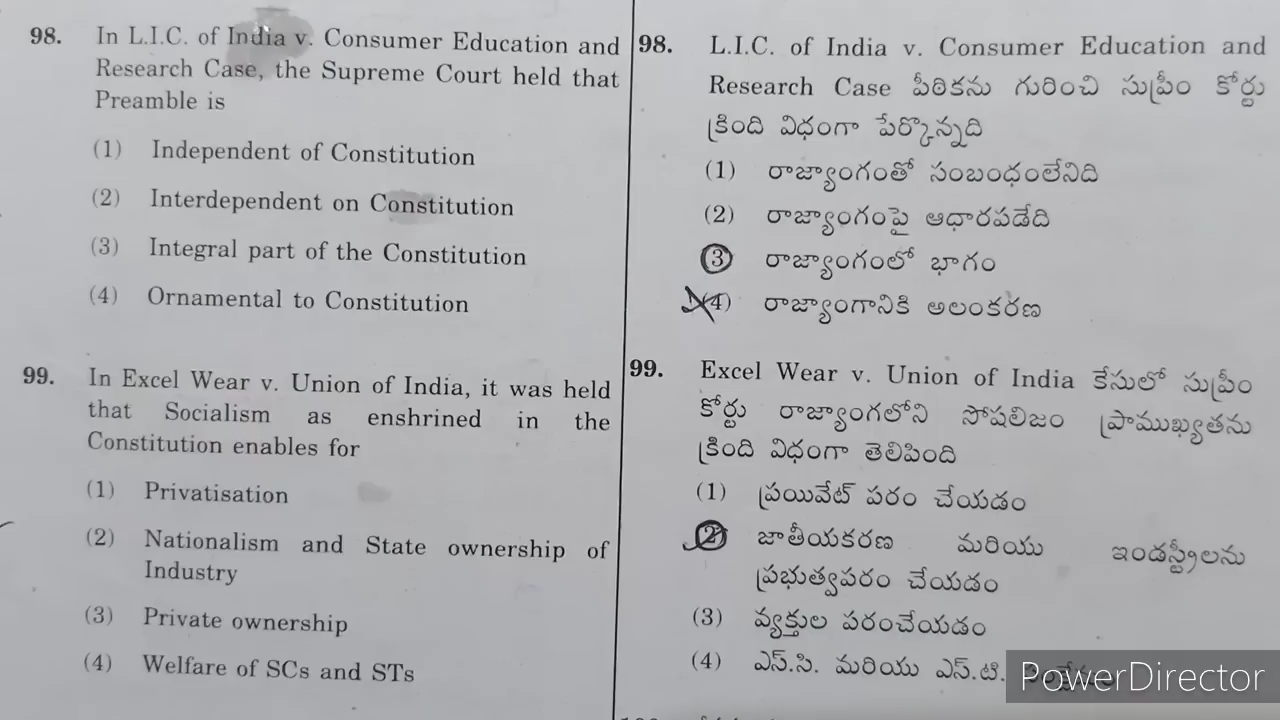 98. In L.I.C. of India v. Consumer Education and
Research Case, the Supreme Court held that
Preamble is
(1) Independent of Constitution
(2) Interdependent on Constitution
(3) Integral part of the Constitution
(4) Ornamental to Constitution
99. In Excel Wear v. Union of India, it was held
that Socialism as enshrined in the
Constitution enables for
(1) Privatisation
(2) Nationalism and State ownership of
Industry
(3) Private ownership
(4) Welfare of SCs and STs
98. L.I.C. of India v. Consumer Education and
Research Case పీఠికను గురించి సుప్రీం కోర్టు
క్రింది విధంగా పేర్కొన్నది
(1) రాజ్యాంగంతో సంబంధంలేనిది
(2) రాజ్యాంగంపై ఆధారపడేది
(3) రాజ్యాంగంలో భాగం
(4) రాజ్యాంగానికి అలంకరణ
99. Excel Wear v. Union of India కేసులో సుప్రీం
కోర్టు రాజ్యాంగలోని సోషలిజం ప్రాముఖ్యతను
క్రింది విధంగా తెలిపింది
(1) ప్రయివేట్ పరం చేయడం
(2) జాతీయకరణ మరియు ఇండస్ట్రీలను
ప్రభుత్వపరం చేయడం
(3) వ్యక్తుల పరంచేయడం
(4) ఎస్.సి. మరియు ఎస్.టి.
PowerDirector